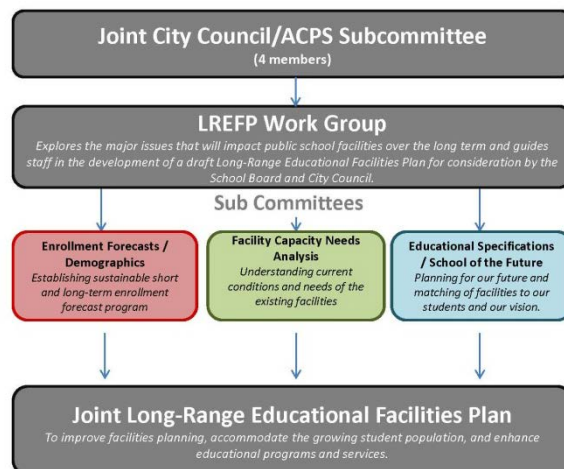 Joint City Council/ACPS Subcommittee
(4 members)
LREFP Work Group
Explores the major issues that will impact public school facilities over the long term and guides
staff in the development of a draft Long-Range Educational Facilities Plan for consideration by the
School Board and City Council.
Sub Committees
Enrollment Forecasts /
Demographics
Establishing sustainable short
and long-term enrollment
forecast program
Facility Capacity Needs
Analysis
Understanding current
conditions and needs of the
existing facilities
Educational Specifications
/ School of the Future
Planning for our future and
matching of facilities to our
students and our vision.
Joint Long-Range Educational Facilities Plan
To improve facilities planning, accommodate the growing student population, and enhance
educational programs and services.